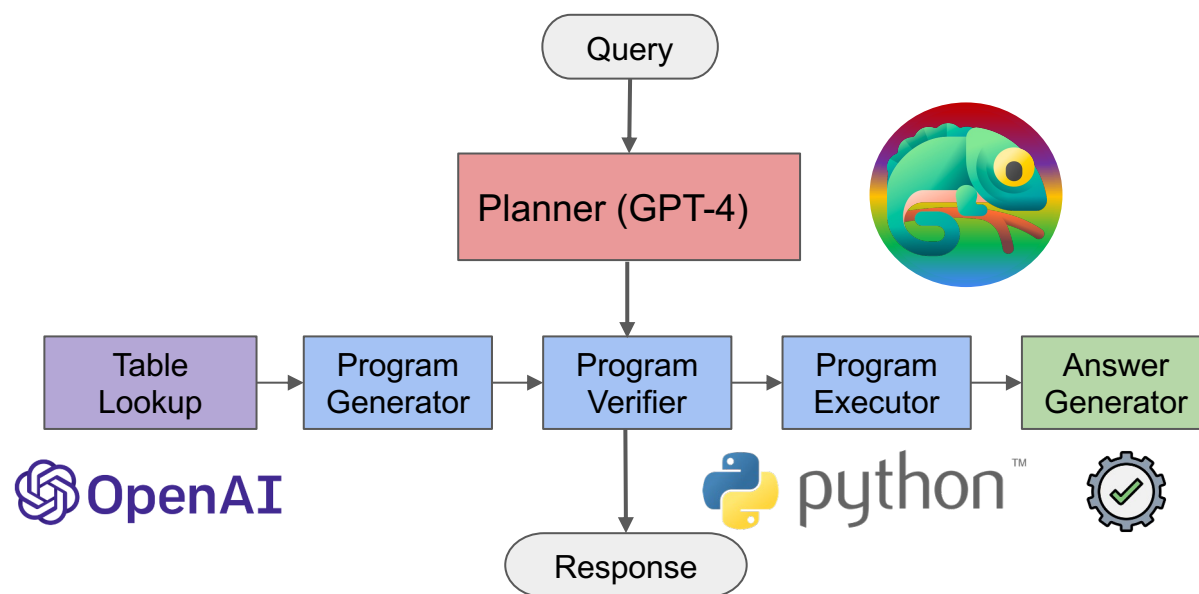 Query
Planner (GPT-4)
Table
Lookup
Program
Generator
Program
Verifier
Program
Executor
Answer
Generator
OpenAI
python™
Response